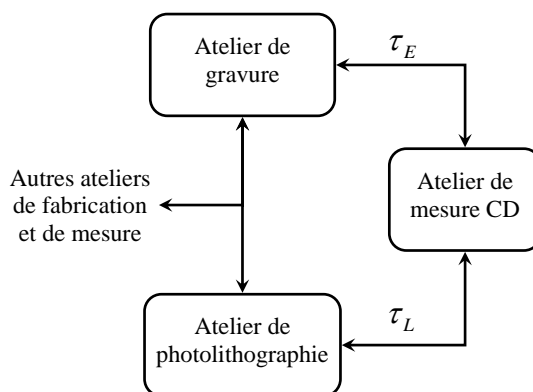 Atelier de
gravure
τ_E
Autres ateliers
de fabrication
et de mesure
Atelier de
mesure CD
Atelier de
photolithographie
τ_L